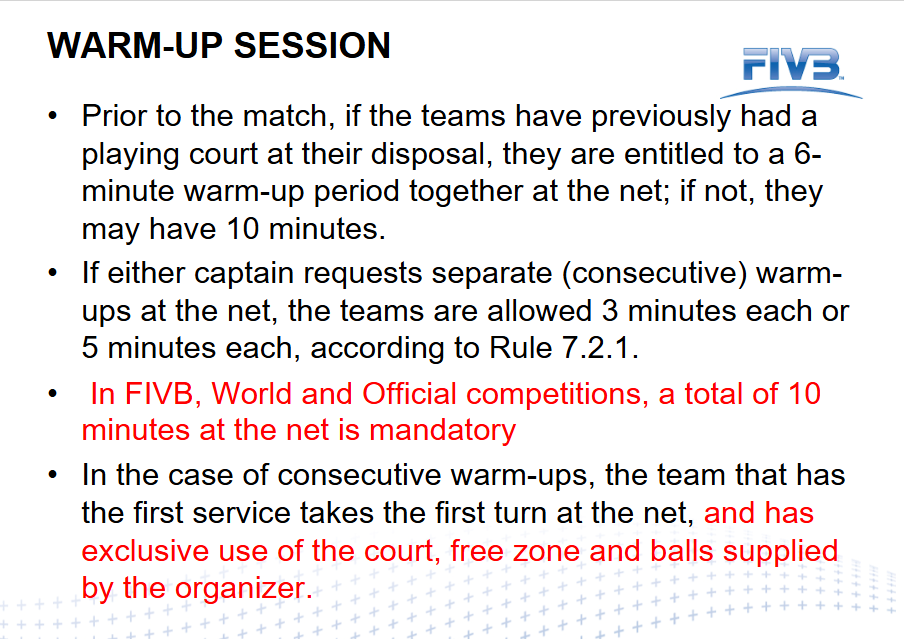 WARM-UP SESSION
FIVB
• Prior to the match, if the teams have previously had a
playing court at their disposal, they are entitled to a 6-
minute warm-up period together at the net; if not, they
may have 10 minutes.
• If either captain requests separate (consecutive) warm-
ups at the net, the teams are allowed 3 minutes each or
5 minutes each, according to Rule 7.2.1.
• In FIVB, World and Official competitions, a total of 10
minutes at the net is mandatory
• In the case of consecutive warm-ups, the team that has
the first service takes the first turn at the net, and has
exclusive use of the court, free zone and balls supplied
by the organizer.